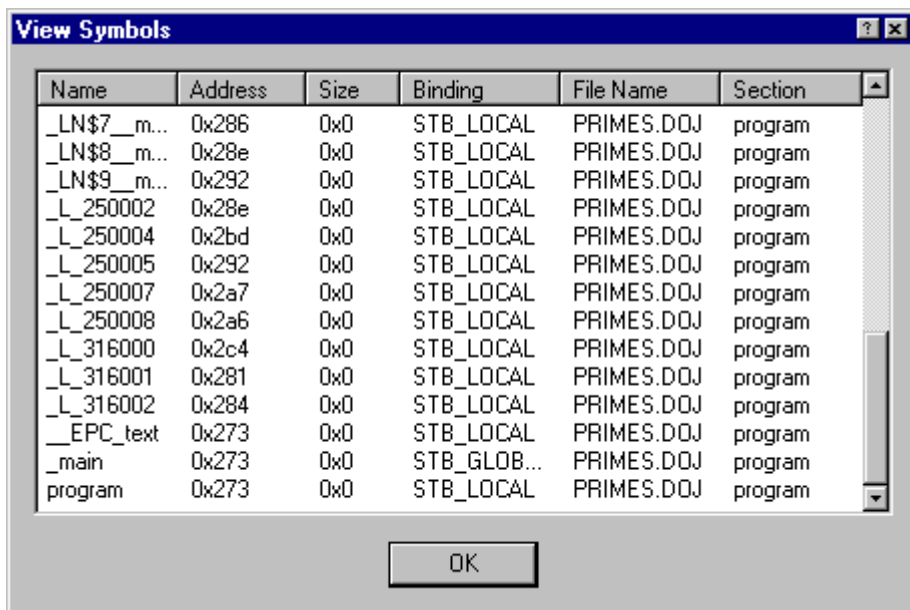 View Symbols
Name Address Size Binding File Name Section
_LN$7__m... 0x286 0x0 STB_LOCAL PRIMES.DOJ program
_LN$8__m... 0x28e 0x0 STB_LOCAL PRIMES.DOJ program
_LN$9__m... 0x292 0x0 STB_LOCAL PRIMES.DOJ program
_L_250002 0x28e 0x0 STB_LOCAL PRIMES.DOJ program
_L_250004 0x2bd 0x0 STB_LOCAL PRIMES.DOJ program
_L_250005 0x292 0x0 STB_LOCAL PRIMES.DOJ program
_L_250007 0x2a7 0x0 STB_LOCAL PRIMES.DOJ program
_L_250008 0x2a6 0x0 STB_LOCAL PRIMES.DOJ program
_L_316000 0x2c4 0x0 STB_LOCAL PRIMES.DOJ program
_L_316001 0x281 0x0 STB_LOCAL PRIMES.DOJ program
_L_316002 0x284 0x0 STB_LOCAL PRIMES.DOJ program
__EPC_text 0x273 0x0 STB_LOCAL PRIMES.DOJ program
_main 0x273 0x0 STB_GLOB... PRIMES.DOJ program
program 0x273 0x0 STB_LOCAL PRIMES.DOJ program
OK